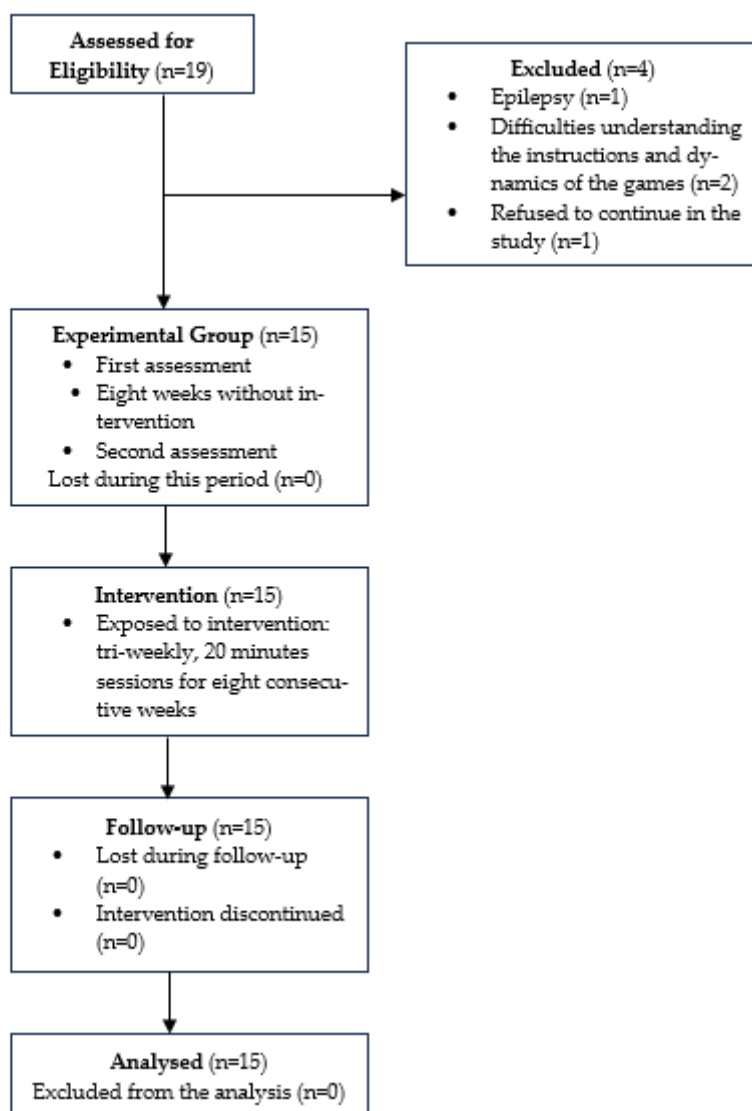 Assessed for
Eligibility (n=19)
Excluded (n=4)
• Epilepsy (n=1)
• Difficulties understanding
the instructions and dy-
namics of the games (n=2)
• Refused to continue in the
study (n=1)
Experimental Group (n=15)
• First assessment
• Eight weeks without in-
tervention
• Second assessment
Lost during this period (n=0)
Intervention (n=15)
• Exposed to intervention:
tri-weekly, 20 minutes
sessions for eight consecu-
tive weeks
Follow-up (n=15)
• Lost during follow-up
(n=0)
• Intervention discontinued
(n=0)
Analysed (n=15)
Excluded from the analysis (n=0)